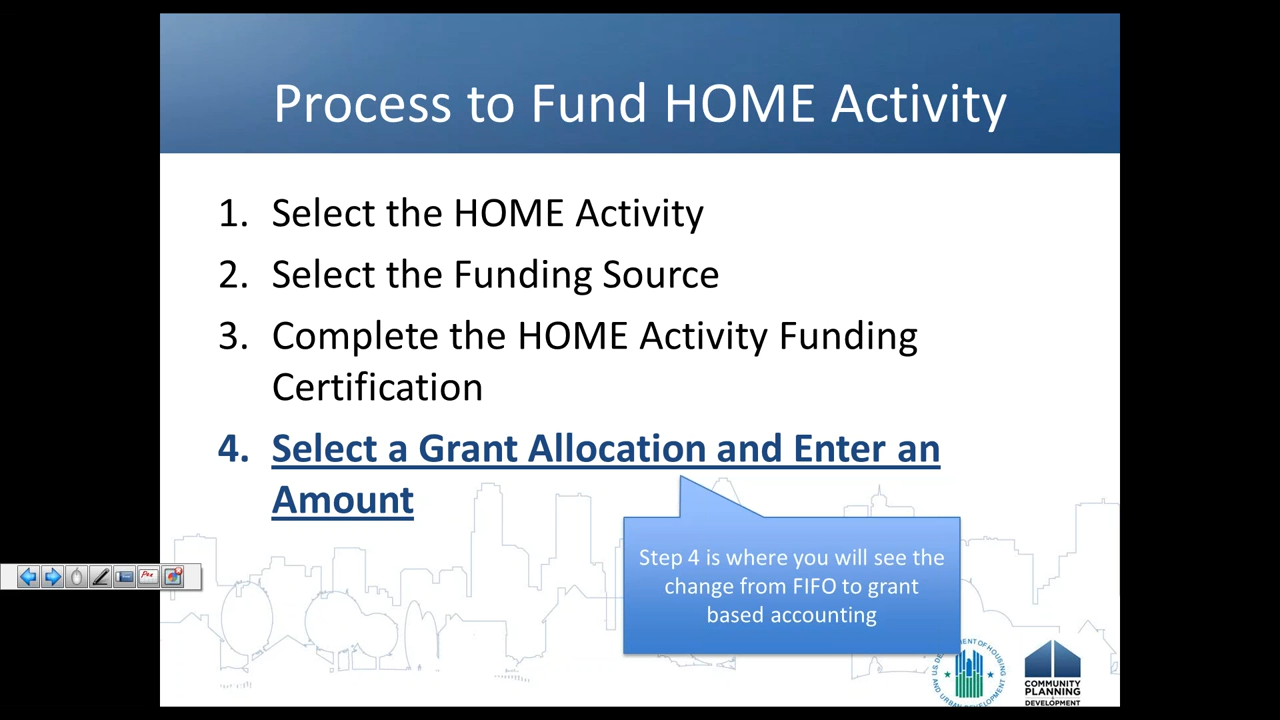 Process to Fund HOME Activity
1. Select the HOME Activity
2. Select the Funding Source
3. Complete the HOME Activity Funding
Certification
4. Select a Grant Allocation and Enter an
Amount
Step 4 is where you will see the
change from FIFO to grant
based accounting
Pen
COMMUNITY
PLANNING
&
DEVELOPMENT